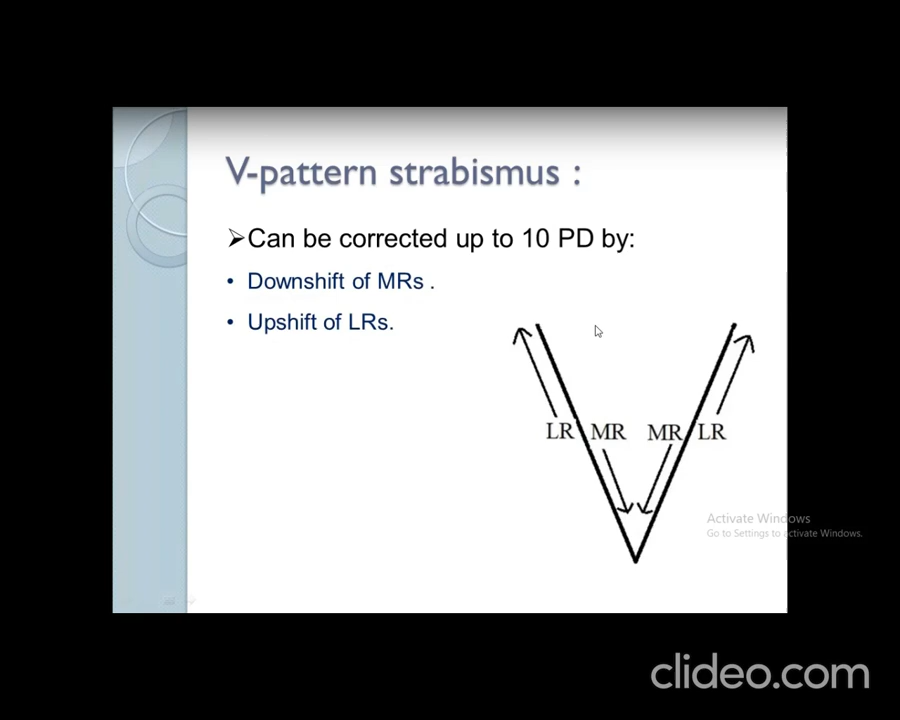 V-pattern strabismus :
➢Can be corrected up to 10 PD by:
• Downshift of MRs .
• Upshift of LRs.
LR MR MR LR
Activate Windows
Go to Settings to activate Windows.
clideo.com